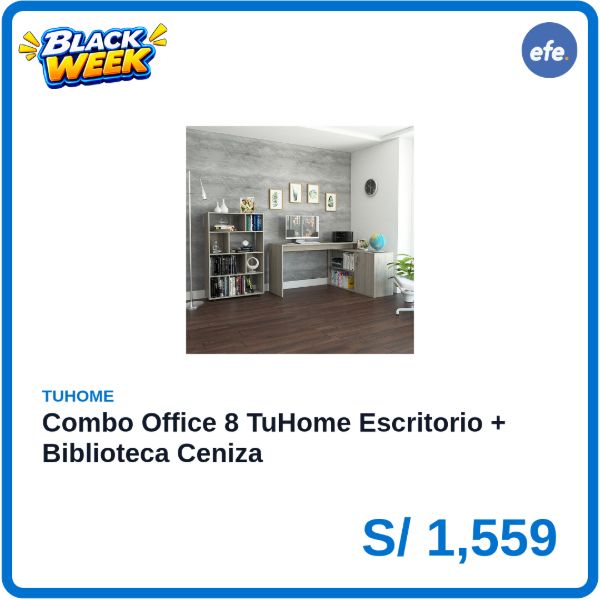 BLACK
WEEK
efe.
TUHOME
Combo Office 8 TuHome Escritorio +
Biblioteca Ceniza
S/ 1,559